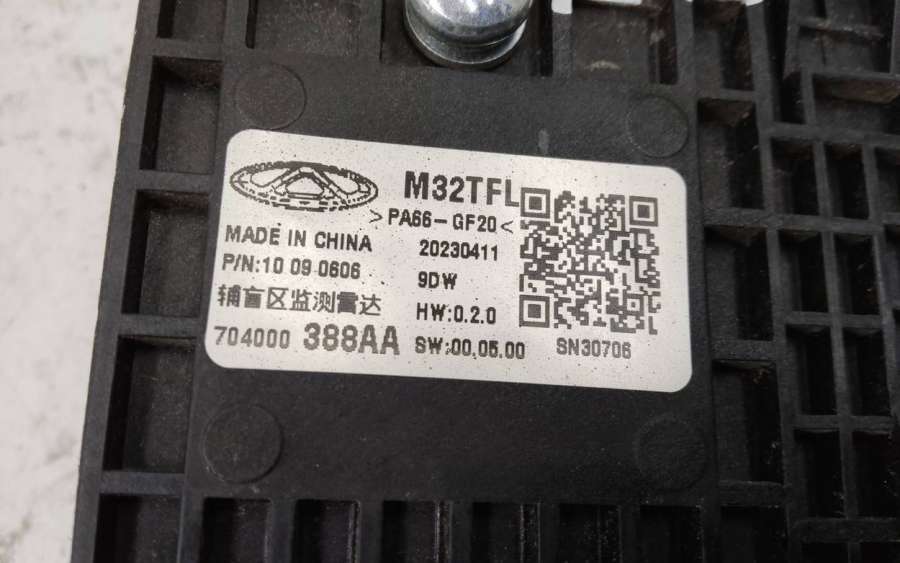 M32TFL
>PA66-GF20<
MADE IN CHINA 20230411
P/N:10 09 0606 9DW
辅盲区监测雷达 HW:0.2.0
704000 388AA SW:00.05.00 SN30706